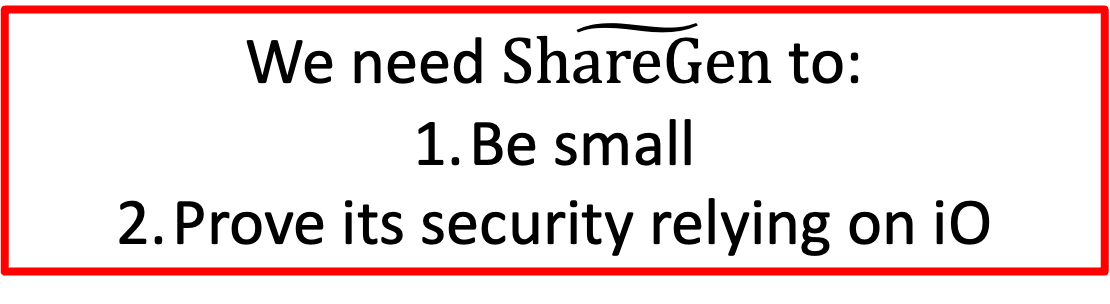 We need ShareGen to:
1. Be small
2. Prove its security relying on iO